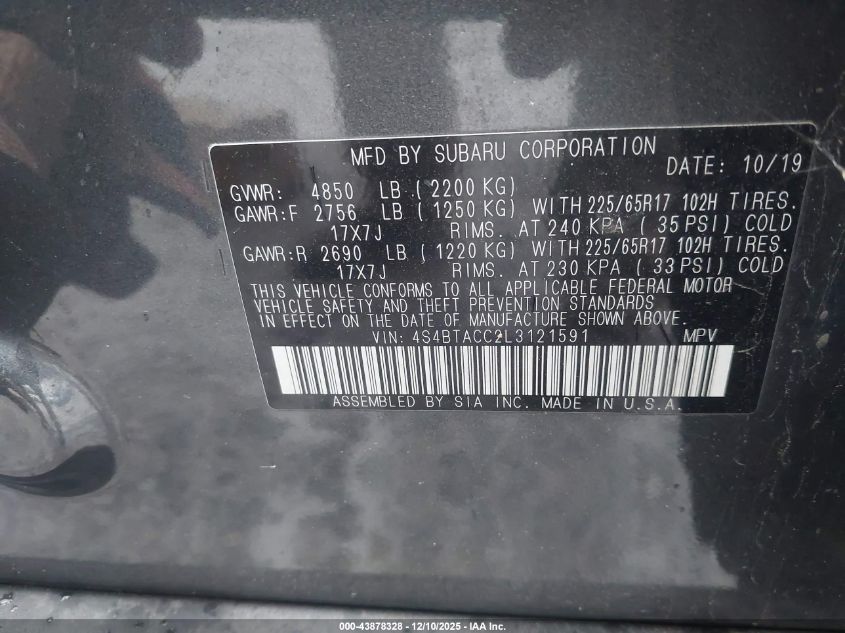 MFD BY SUBARU CORPORATION
DATE: 10/19
GVWR: 4850 LB (2200 KG)
GAWR:F 2756 LB (1250 KG) WITH 225/65R17 102H TIRES.
17X7J RIMS. AT 240 KPA (35 PSI) COLD
GAWR:R 2690 LB (1220 KG) WITH 225/65R17 102H TIRES.
17X7J RIMS. AT 230 KPA (33 PSI) COLD
THIS VEHICLE CONFORMS TO ALL APPLICABLE FEDERAL MOTOR
VEHICLE SAFETY AND THEFT PREVENTION STANDARDS
IN EFFECT ON THE DATE OF MANUFACTURE SHOWN ABOVE.
VIN: 4S4BTACC2L3121591 MPV
ASSEMBLED BY SIA INC. MADE IN U.S.A.
000-43878328 - 12/10/2025 - IAA Inc.